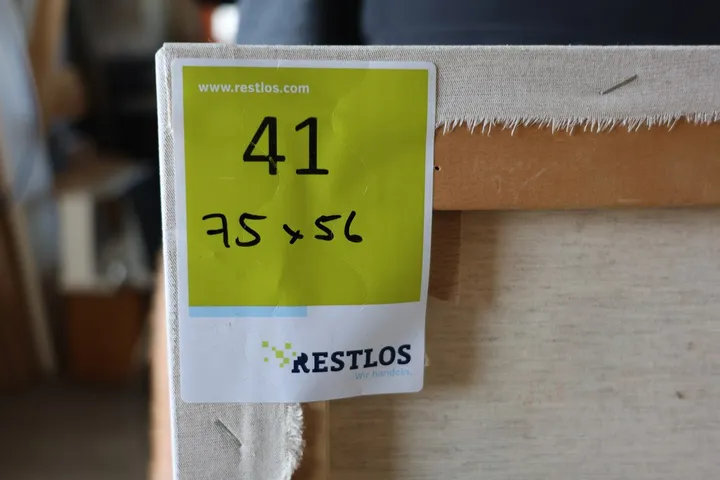 www.restlos.com
41
75 x 56
RESTLOS
Wir handeln.